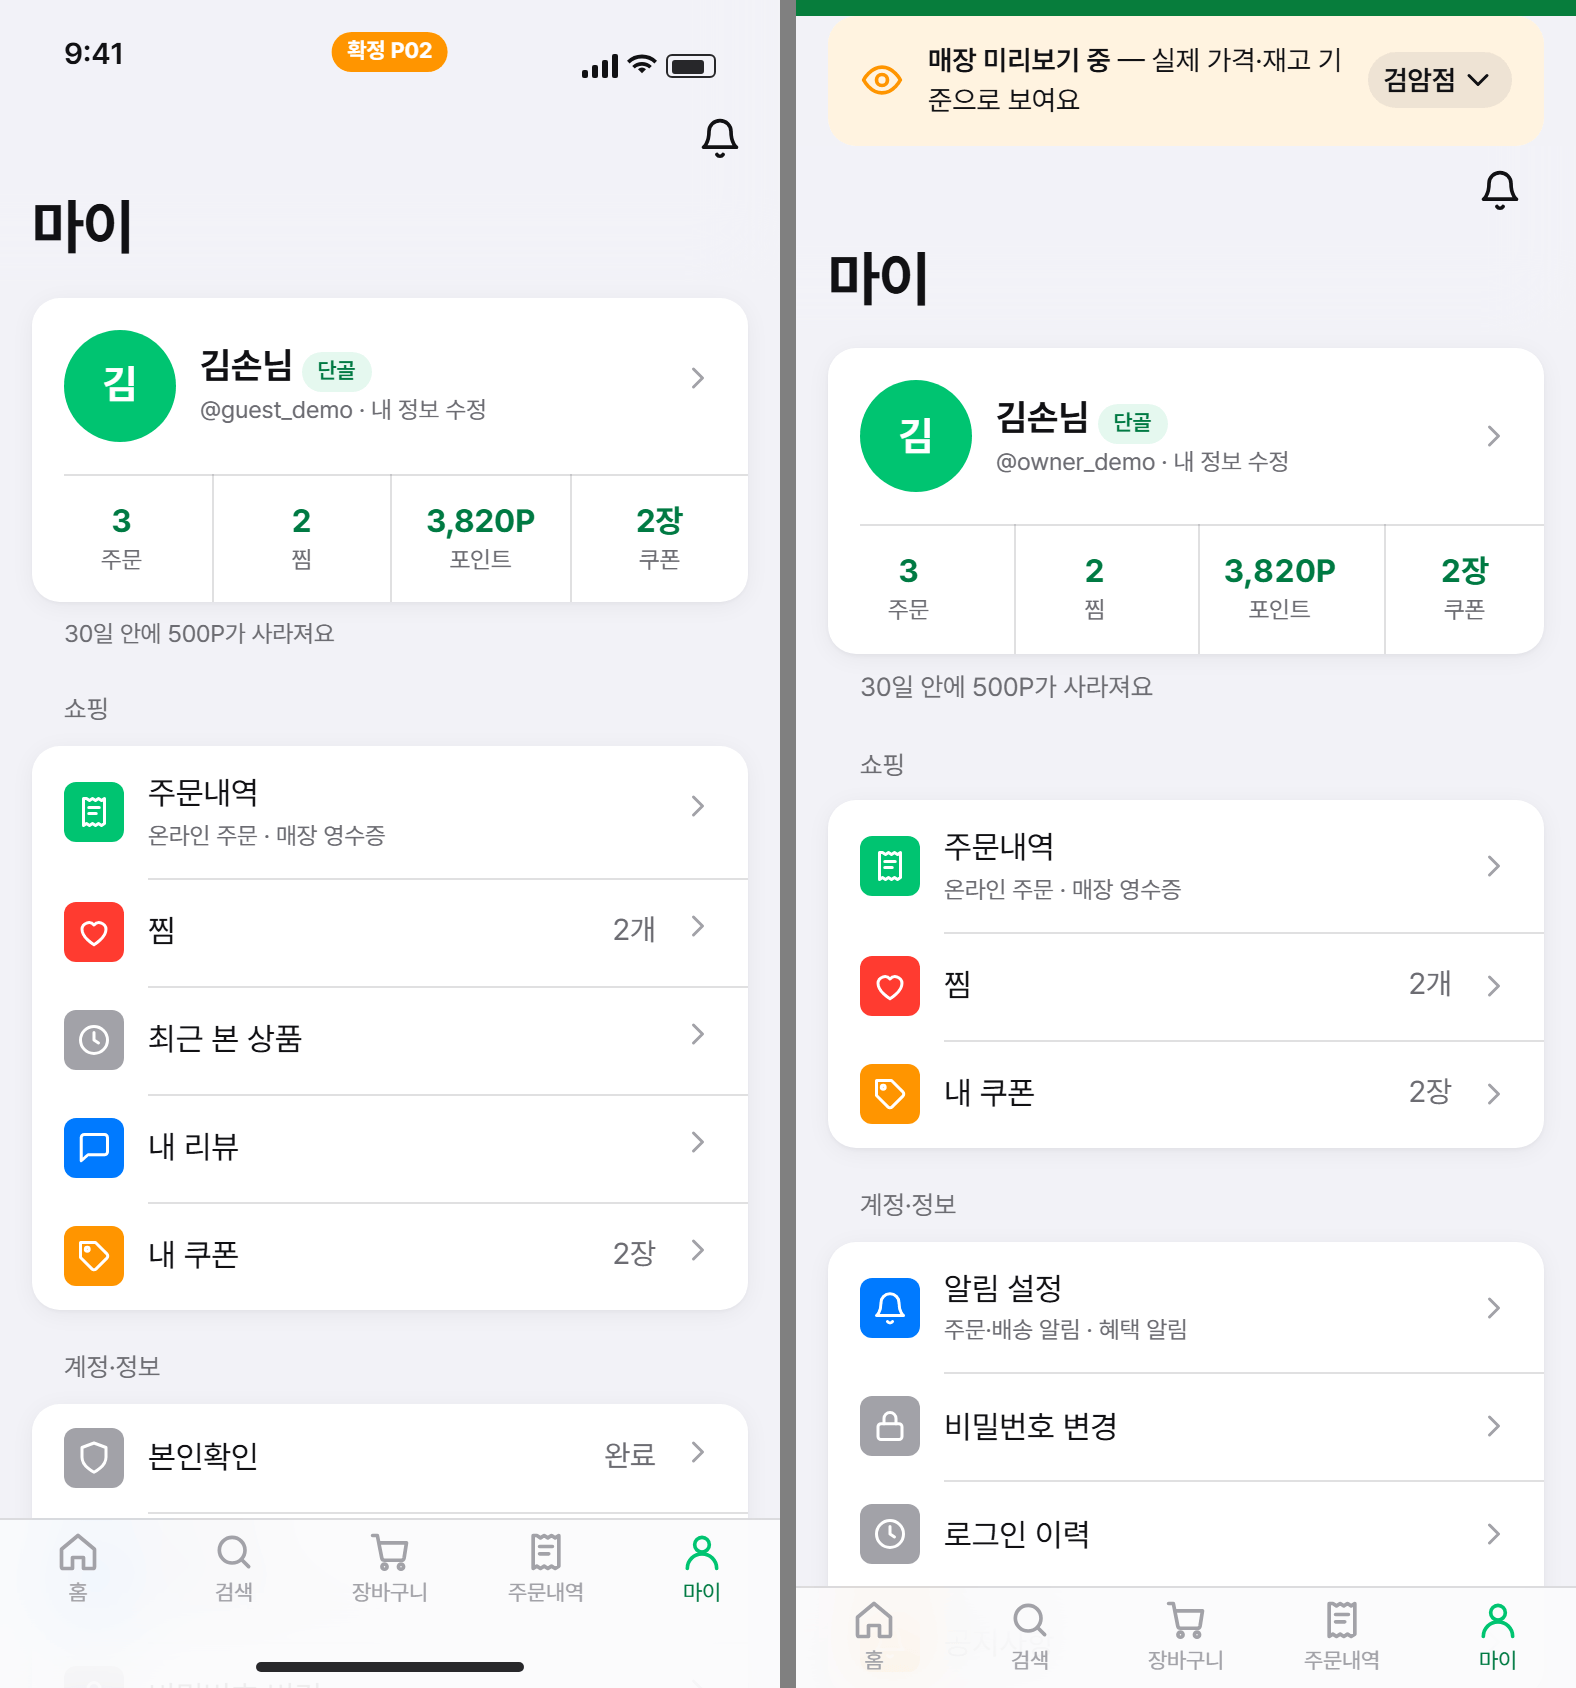 9:41
확정 P02
마이
김
김손님 단골
@guest_demo · 내 정보 수정
3
주문
2
찜
3,820P
포인트
2장
쿠폰
30일 안에 500P가 사라져요
쇼핑
주문내역
온라인 주문 · 매장 영수증
찜 2개
최근 본 상품
내 리뷰
내 쿠폰 2장
계정·정보
본인확인 완료
홈
검색
장바구니
주문내역
마이
매장 미리보기 중 — 실제 가격·재고 기
준으로 보여요
검암점
마이
김
김손님 단골
@owner_demo · 내 정보 수정
3
주문
2
찜
3,820P
포인트
2장
쿠폰
30일 안에 500P가 사라져요
쇼핑
주문내역
온라인 주문 · 매장 영수증
찜 2개
내 쿠폰 2장
계정·정보
알림 설정
주문·배송 알림 · 혜택 알림
비밀번호 변경
로그인 이력
홈
검색
장바구니
주문내역
마이